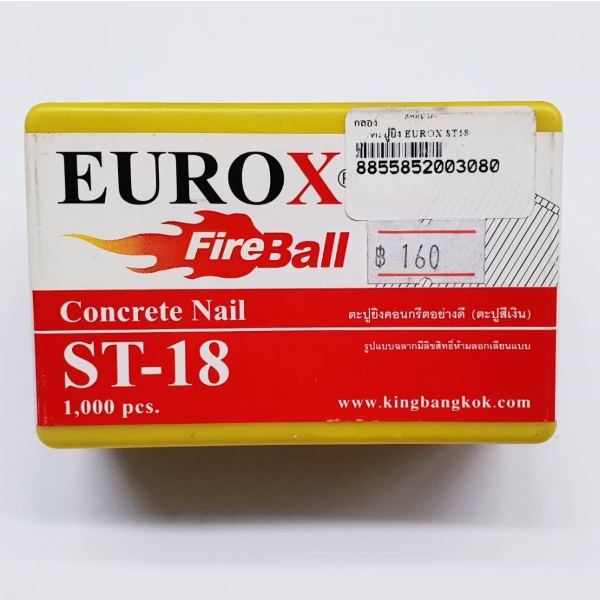 กล่อง
ตะปูยิง EUROX ST18
8855852003080
EUROX®
฿ 160
FireBall
Concrete Nail
ตะปูยิงคอนกรีตอย่างดี (ตะปูสีเงิน)
ST-18
รูปแบบฉลากมีลิขสิทธิ์ห้ามลอกเลียนแบบ
1,000 pcs.
www.kingbangkok.com